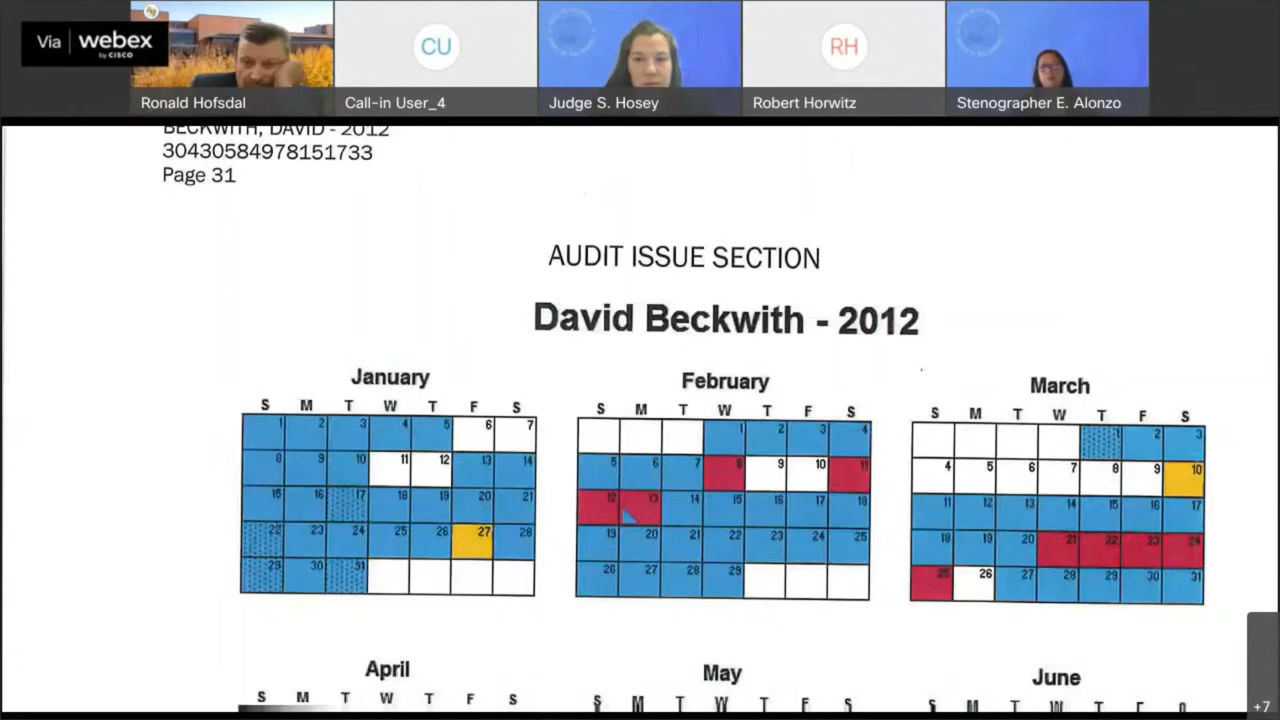 Via webex
by CISCO
CU
RH
Ronald Hofsdal
Call-in User_4
Judge S. Hosey
Robert Horwitz
Stenographer E. Alonzo
BECKWITH, DAVID - 2012
30430584978151733
Page 31
AUDIT ISSUE SECTION
David Beckwith - 2012
January
February
March
S M T W T F S
1 2 3 4 5 6 7
8 9 10 11 12 13 14
15 16 17 18 19 20 21
22 23 24 25 26 27 28
29 30 31
S M T W T F S
1 2 3 4
5 6 7 8 9 10 11
12 13 14 15 16 17 18
19 20 21 22 23 24 25
26 27 28 29
S M T W T F S
1 2 3
4 5 6 7 8 9 10
11 12 13 14 15 16 17
18 19 20 21 22 23 24
25 26 27 28 29 30 31
April
May
June
S M T W T F S
S M T W T F S
S M T W T F S
+7